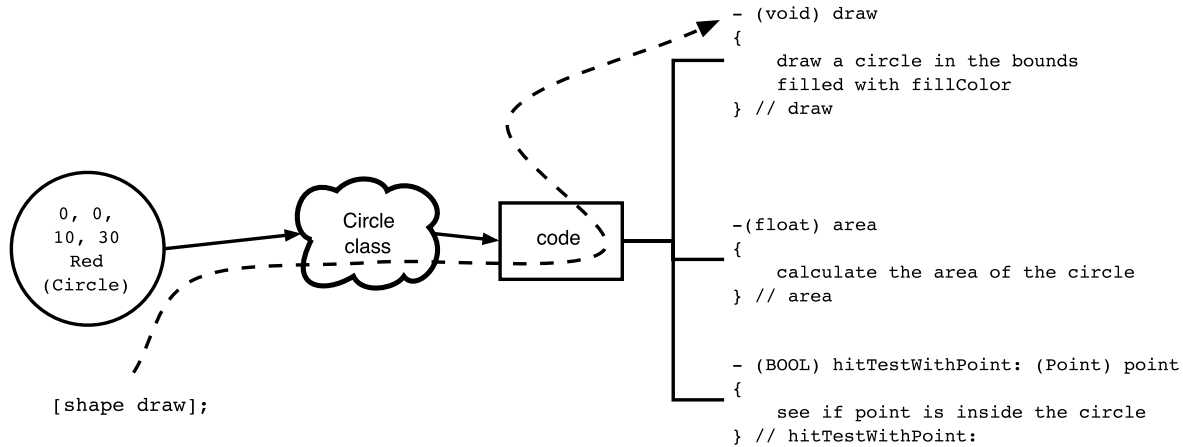 0, 0,
10, 30
Red
(Circle)
[shape draw];
Circle
class
code
- (void) draw
{
draw a circle in the bounds
filled with fillColor
} // draw
-(float) area
{
calculate the area of the circle
} // area
- (BOOL) hitTestWithPoint: (Point) point
{
see if point is inside the circle
} // hitTestWithPoint: